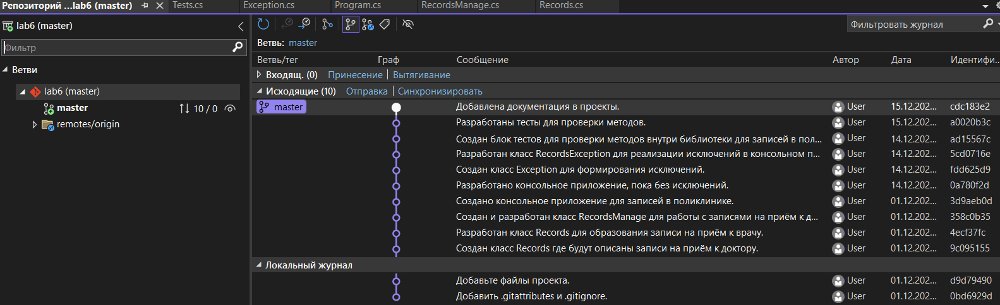 Репозиторий ...lab6 (master) Tests.cs Exception.cs Program.cs RecordsManage.cs Records.cs
lab6 (master)
Фильтровать журнал
Фильтр
Ветвь: master
Ветвь/тег Граф Сообщение Автор Дата Идентифи...
Ветви
Входящ. (0) Принесение Вытягивание
lab6 (master)
Исходящие (10) Отправка Синхронизировать
master 10 / 0
remotes/origin
master Добавлена документация в проекты. User 15.12.202... cdc183e2
Разработаны тесты для проверки методов. User 15.12.202... a0020b3c
Создан блок тестов для проверки методов внутри библиотеки для записей в пол... User 14.12.202... ad15567c
Разработан класс RecordsException для реализации исключений в консольном п... User 14.12.202... 5cd0716e
Создан класс Exception для формирования исключений. User 14.12.202... fdd625d9
Разработано консольное приложение, пока без исключений. User 14.12.202... 0a780f2d
Создано консольное приложение для записей в поликлинике. User 01.12.202... 3d9aeb0d
Создан и разработан класс RecordsManage для работы с записями на приём к д... User 01.12.202... 358c0b35
Разработан класс Records для образования записи на приём к врачу. User 01.12.202... 4ecf37fc
Создан класс Records где будут описаны записи на приём к доктору. User 01.12.202... 9c095155
Локальный журнал
Добавьте файлы проекта. User 01.12.202... d9d79490
Добавить .gitattributes и .gitignore. User 01.12.202... 0bd6929d